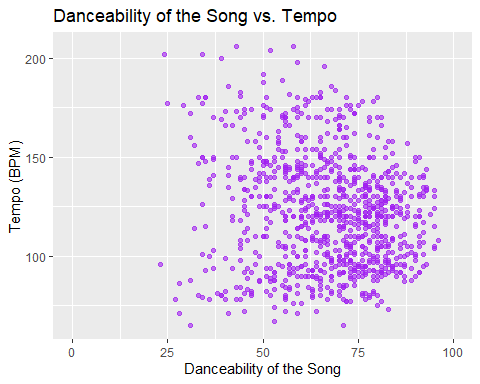 Danceability of the Song vs. Tempo
200
150
100
Tempo (BPM)
0 25 50 75 100
Danceability of the Song